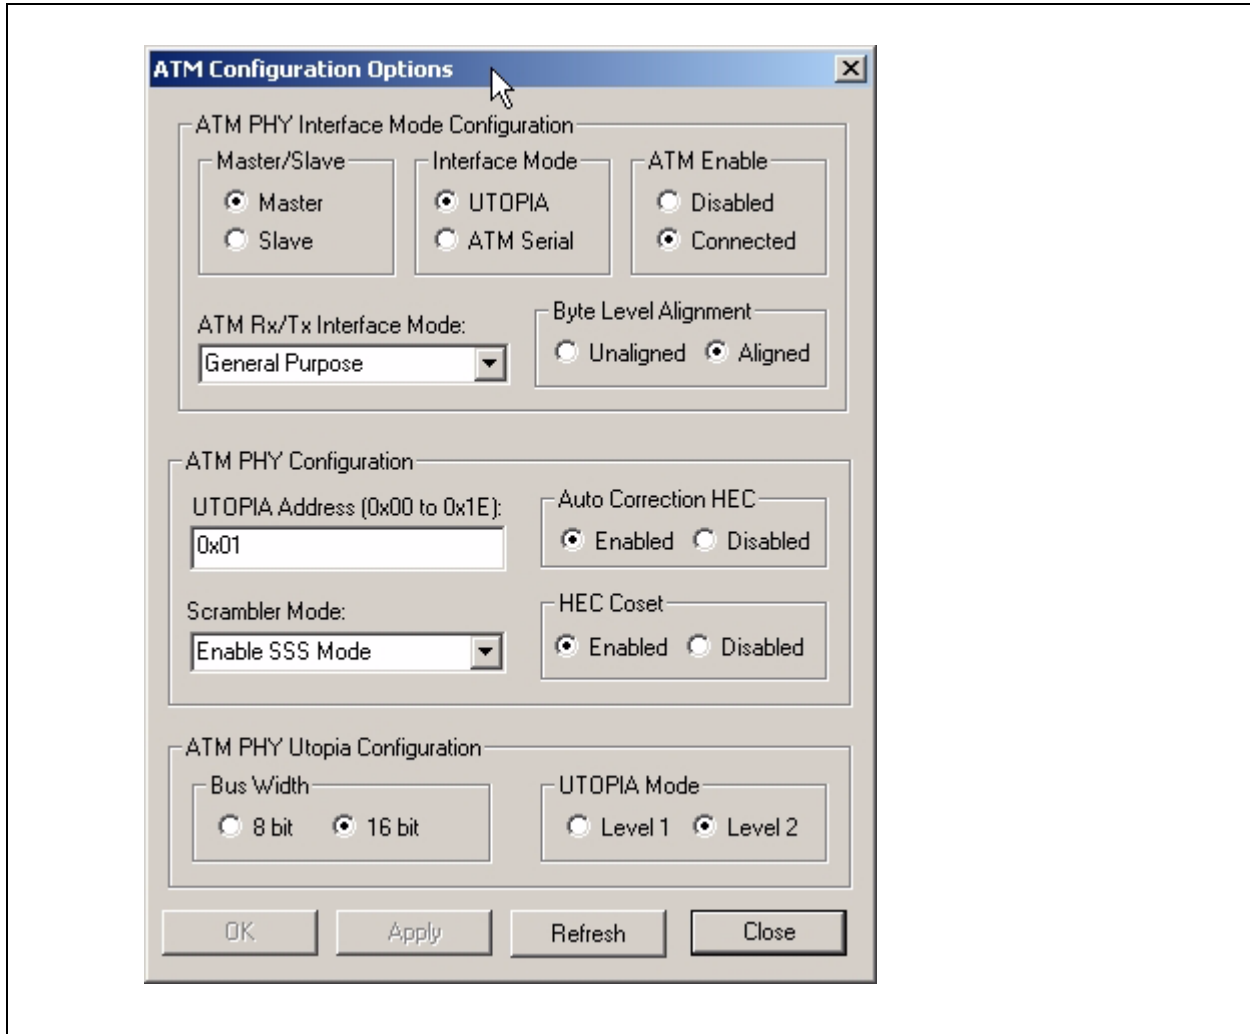 ATM Configuration Options
ATM PHY Interface Mode Configuration
Master/Slave
Master
Slave
Interface Mode
UTOPIA
ATM Serial
ATM Enable
Disabled
Connected
ATM Rx/Tx Interface Mode:
General Purpose
Byte Level Alignment
Unaligned Aligned
ATM PHY Configuration
UTOPIA Address (0x00 to 0x1E):
0x01
Auto Correction HEC
Enabled Disabled
Scrambler Mode:
Enable SSS Mode
HEC Coset
Enabled Disabled
ATM PHY Utopia Configuration
Bus Width
8 bit 16 bit
UTOPIA Mode
Level 1 Level 2
OK Apply Refresh Close